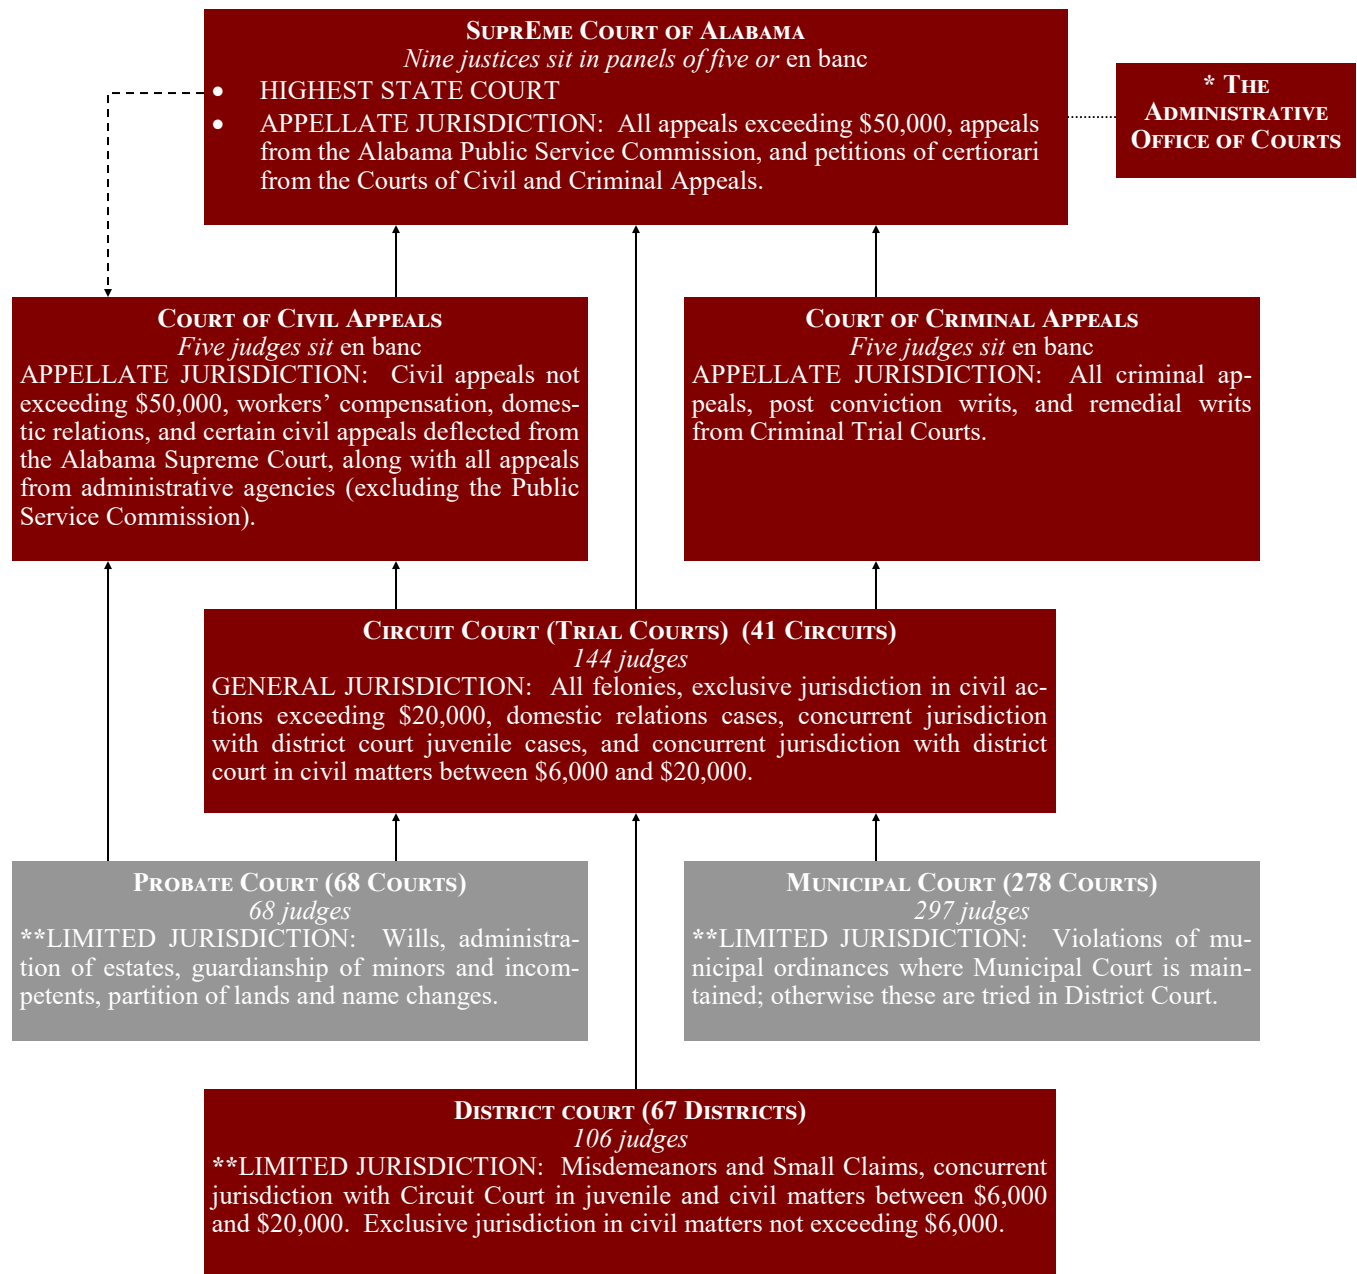 SUPREME COURT OF ALABAMA
Nine justices sit in panels of five or en banc
• HIGHEST STATE COURT
• APPELLATE JURISDICTION: All appeals exceeding $50,000, appeals
from the Alabama Public Service Commission, and petitions of certiorari
from the Courts of Civil and Criminal Appeals.
* THE
ADMINISTRATIVE
OFFICE OF COURTS
COURT OF CIVIL APPEALS
Five judges sit en banc
APPELLATE JURISDICTION: Civil appeals not
exceeding $50,000, workers’ compensation, domes-
tic relations, and certain civil appeals deflected from
the Alabama Supreme Court, along with all appeals
from administrative agencies (excluding the Public
Service Commission).
COURT OF CRIMINAL APPEALS
Five judges sit en banc
APPELLATE JURISDICTION: All criminal ap-
peals, post conviction writs, and remedial writs
from Criminal Trial Courts.
CIRCUIT COURT (TRIAL COURTS) (41 CIRCUITS)
144 judges
GENERAL JURISDICTION: All felonies, exclusive jurisdiction in civil ac-
tions exceeding $20,000, domestic relations cases, concurrent jurisdiction
with district court juvenile cases, and concurrent jurisdiction with district
court in civil matters between $6,000 and $20,000.
PROBATE COURT (68 COURTS)
68 judges
**LIMITED JURISDICTION: Wills, administra-
tion of estates, guardianship of minors and incom-
petents, partition of lands and name changes.
MUNICIPAL COURT (278 COURTS)
297 judges
**LIMITED JURISDICTION: Violations of mu-
nicipal ordinances where Municipal Court is main-
tained; otherwise these are tried in District Court.
DISTRICT COURT (67 DISTRICTS)
106 judges
**LIMITED JURISDICTION: Misdemeanors and Small Claims, concurrent
jurisdiction with Circuit Court in juvenile and civil matters between $6,000
and $20,000. Exclusive jurisdiction in civil matters not exceeding $6,000.